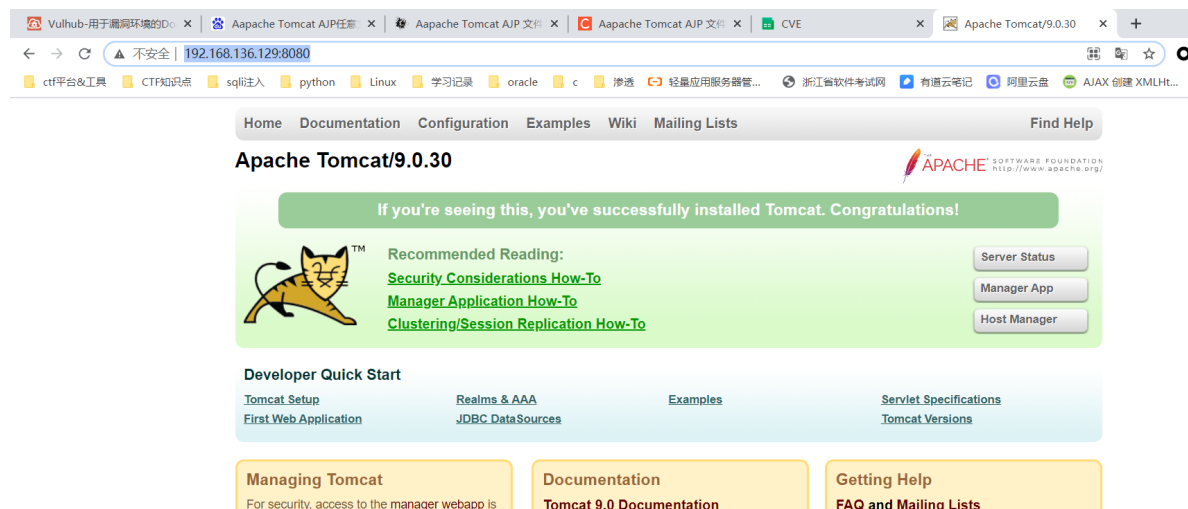 Vulhub-用于漏洞环境的Do
Aapache Tomcat AJP任意
Aapache Tomcat AJP 文件
Aapache Tomcat AJP 文件
CVE
Apache Tomcat/9.0.30
不安全 | 192.168.136.129:8080
ctf平台&工具
CTF知识点
sqli注入
python
Linux
学习记录
oracle
c
渗透
轻量应用服务器管...
浙江省软件考试网
有道云笔记
阿里云盘
AJAX 创建 XMLHt...
Home Documentation Configuration Examples Wiki Mailing Lists Find Help
Apache Tomcat/9.0.30
THE
APACHE SOFTWARE FOUNDATION
http://www.apache.org/
If you're seeing this, you've successfully installed Tomcat. Congratulations!
TM
Recommended Reading:
Security Considerations How-To
Manager Application How-To
Clustering/Session Replication How-To
Server Status
Manager App
Host Manager
Developer Quick Start
Tomcat Setup
First Web Application
Realms & AAA
JDBC DataSources
Examples
Servlet Specifications
Tomcat Versions
Managing Tomcat
For security, access to the manager webapp is
Documentation
Tomcat 9.0 Documentation
Getting Help
FAQ and Mailing Lists